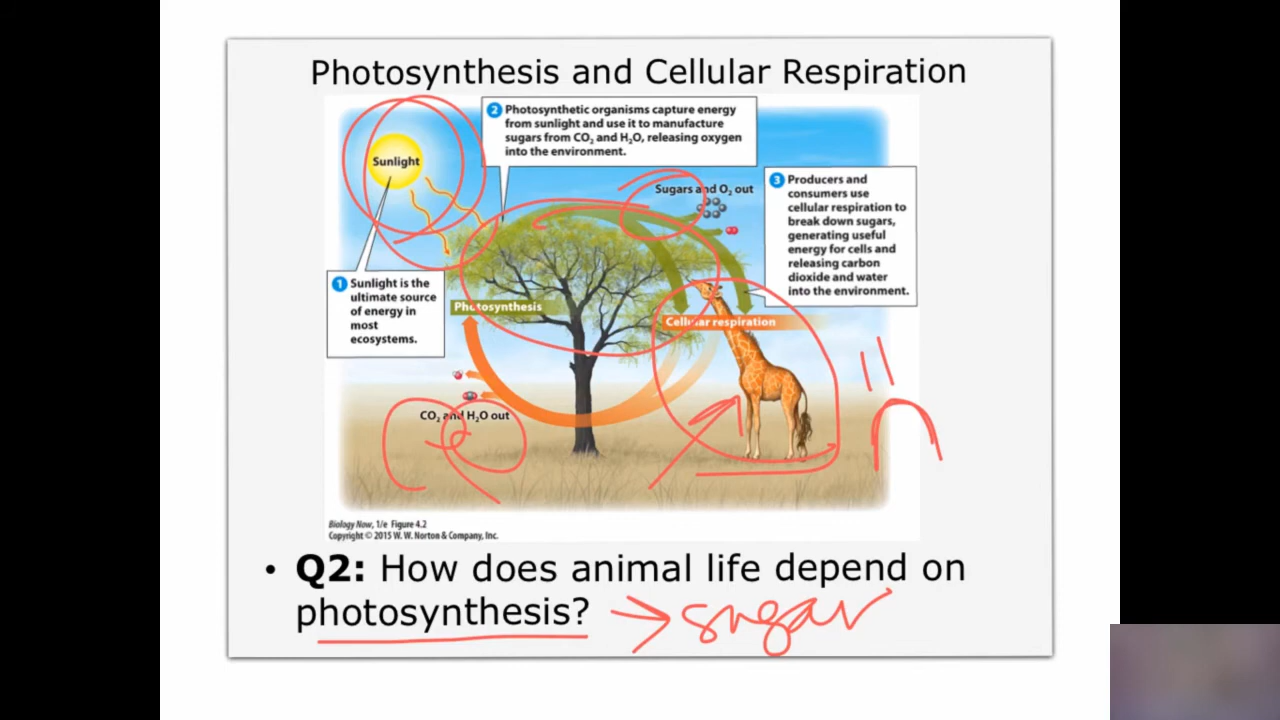 Photosynthesis and Cellular Respiration
Sunlight
2 Photosynthetic organisms capture energy
from sunlight and use it to manufacture
sugars from CO₂ and H₂O, releasing oxygen
into the environment.
Sugars and O₂ out
3 Producers and
consumers use
cellular respiration to
break down sugars,
generating useful
energy for cells and
releasing carbon
dioxide and water
into the environment.
1 Sunlight is the
ultimate source
of energy in
most
ecosystems.
Photosynthesis
Cellular respiration
CO₂ and H₂O out
Biology Now, 1/e Figure 4.2
Copyright © 2015 W. W. Norton & Company, Inc.
• Q2: How does animal life depend on
photosynthesis? → sugar